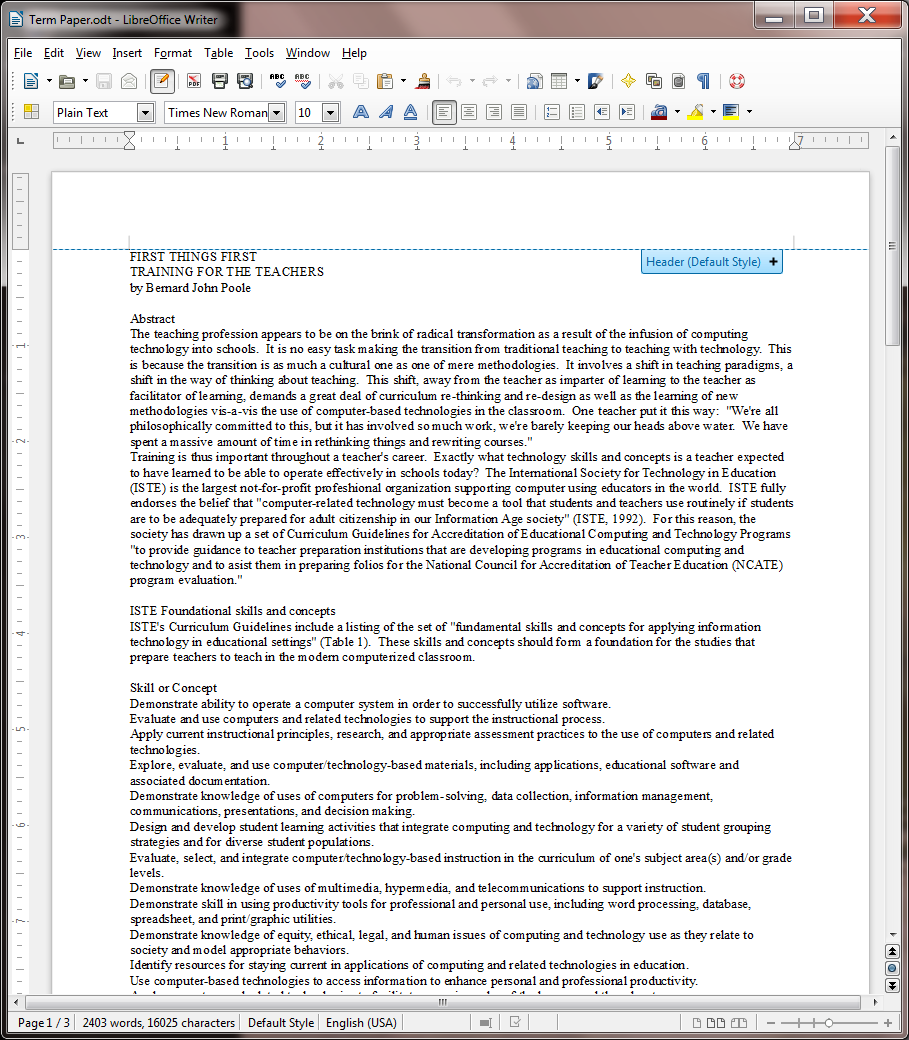 Term Paper.odt - LibreOffice Writer
File Edit View Insert Format Table Tools Window Help
PDF ABC ABC
Plain Text Times New Roman 10
1 2 3 4 5 6 7
Header (Default Style) +
FIRST THINGS FIRST
TRAINING FOR THE TEACHERS
by Bernard John Poole
Abstract
The teaching profession appears to be on the brink of radical transformation as a result of the infusion of computing
technology into schools.  It is no easy task making the transition from traditional teaching to teaching with technology.  This
is because the transition is as much a cultural one as one of mere methodologies.  It involves a shift in teaching paradigms, a
shift in the way of thinking about teaching.  This shift, away from the teacher as imparter of learning to the teacher as
facilitator of learning, demands a great deal of curriculum re-thinking and re-design as well as the learning of new
methodologies vis-a-vis the use of computer-based technologies in the classroom.  One teacher put it this way:  "We're all
philosophically committed to this, but it has involved so much work, we're barely keeping our heads above water.  We have
spent a massive amount of time in rethinking things and rewriting courses."
Training is thus important throughout a teacher's career.  Exactly what technology skills and concepts is a teacher expected
to have learned to be able to operate effectively in schools today?  The International Society for Technology in Education
(ISTE) is the largest not-for-profit profeshional organization supporting computer using educators in the world.  ISTE fully
endorses the belief that "computer-related technology must become a tool that students and teachers use routinely if students
are to be adequately prepared for adult citizenship in our Information Age society" (ISTE, 1992).  For this reason, the
society has drawn up a set of Curriculum Guidelines for Accreditation of Educational Computing and Technology Programs
"to provide guidance to teacher preparation institutions that are developing programs in educational computing and
technology and to asist them in preparing folios for the National Council for Accreditation of Teacher Education (NCATE)
program evaluation."
ISTE Foundational skills and concepts
ISTE's Curriculum Guidelines include a listing of the set of "fundamental skills and concepts for applying information
technology in educational settings" (Table 1).  These skills and concepts should form a foundation for the studies that
prepare teachers to teach in the modern computerized classroom.
Skill or Concept
Demonstrate ability to operate a computer system in order to successfully utilize software.
Evaluate and use computers and related technologies to support the instructional process.
Apply current instructional principles, research, and appropriate assessment practices to the use of computers and related
technologies.
Explore, evaluate, and use computer/technology-based materials, including applications, educational software and
associated documentation.
Demonstrate knowledge of uses of computers for problem-solving, data collection, information management,
communications, presentations, and decision making.
Design and develop student learning activities that integrate computing and technology for a variety of student grouping
strategies and for diverse student populations.
Evaluate, select, and integrate computer/technology-based instruction in the curriculum of one's subject area(s) and/or grade
levels.
Demonstrate knowledge of uses of multimedia, hypermedia, and telecommunications to support instruction.
Demonstrate skill in using productivity tools for professional and personal use, including word processing, database,
spreadsheet, and print/graphic utilities.
Demonstrate knowledge of equity, ethical, legal, and human issues of computing and technology use as they relate to
society and model appropriate behaviors.
Identify resources for staying current in applications of computing and related technologies in education.
Use computer-based technologies to access information to enhance personal and professional productivity.
1
2
3
4
5
6
7
Page 1 / 3 2403 words, 16025 characters Default Style English (USA)